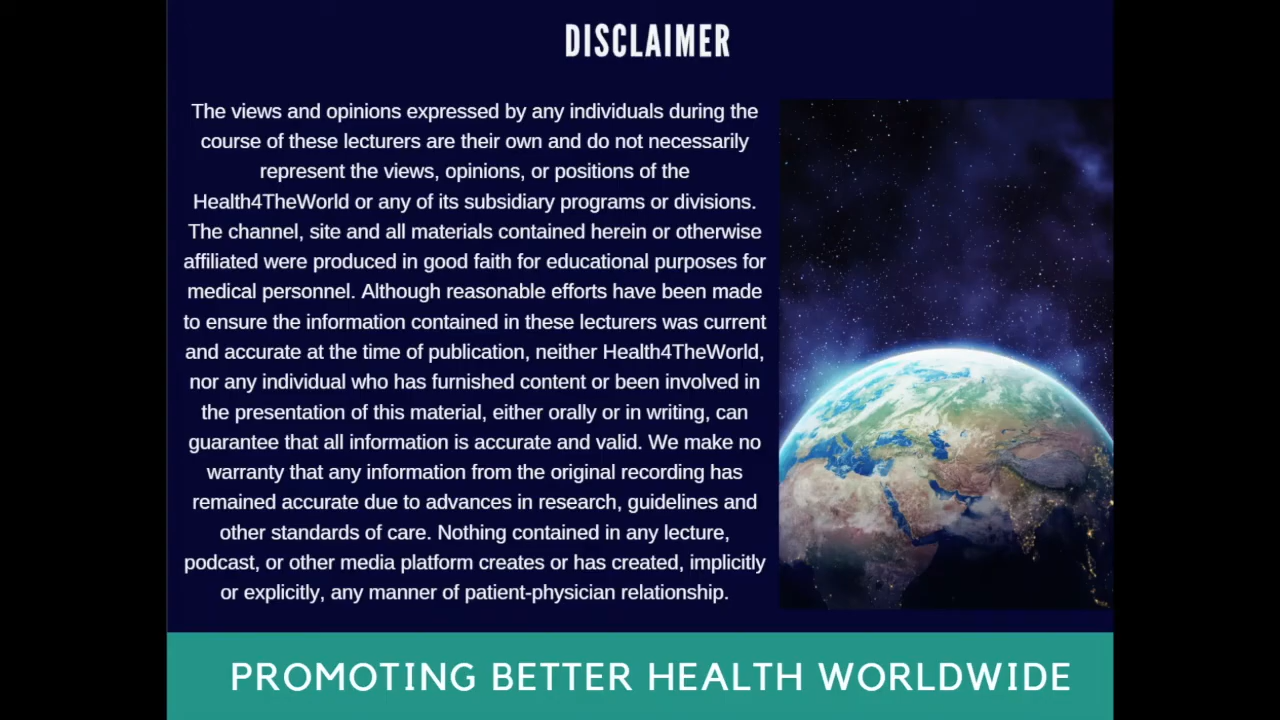 DISCLAIMER
The views and opinions expressed by any individuals during the
course of these lecturers are their own and do not necessarily
represent the views, opinions, or positions of the
Health4TheWorld or any of its subsidiary programs or divisions.
The channel, site and all materials contained herein or otherwise
affiliated were produced in good faith for educational purposes for
medical personnel. Although reasonable efforts have been made
to ensure the information contained in these lecturers was current
and accurate at the time of publication, neither Health4TheWorld,
nor any individual who has furnished content or been involved in
the presentation of this material, either orally or in writing, can
guarantee that all information is accurate and valid. We make no
warranty that any information from the original recording has
remained accurate due to advances in research, guidelines and
other standards of care. Nothing contained in any lecture,
podcast, or other media platform creates or has created, implicitly
or explicitly, any manner of patient-physician relationship.
PROMOTING BETTER HEALTH WORLDWIDE